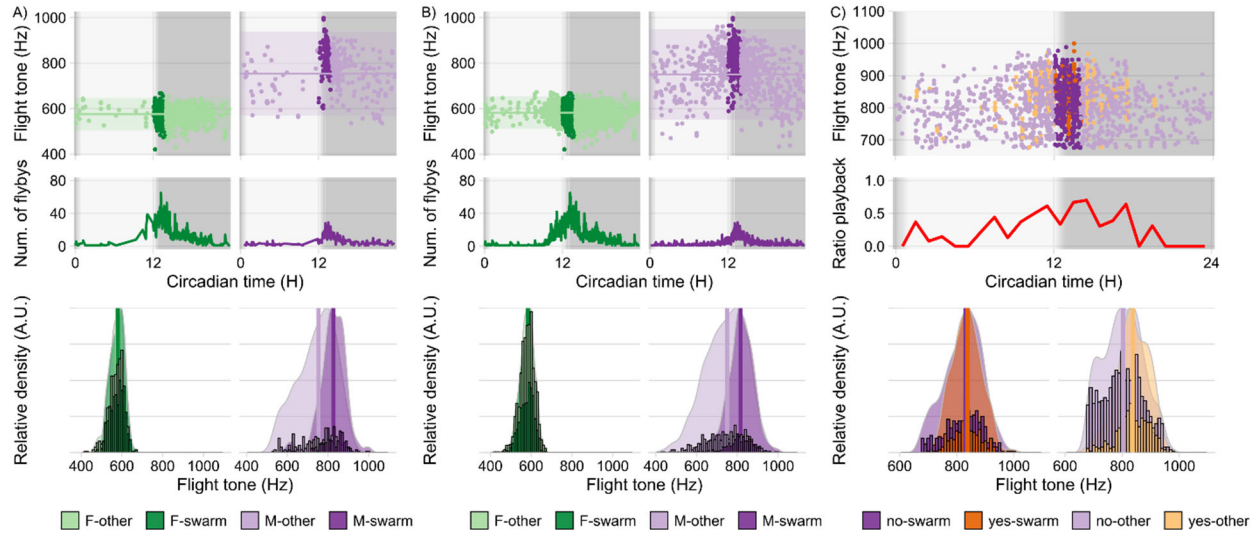 A)
Flight tone (Hz)
1000
800
600
400
Num. of flybys
80
40
0
0 12 0 12
Circadian time (H)
Relative density (A.U.)
400 600 800 1000 400 600 800 1000
Flight tone (Hz)
F-other F-swarm M-other M-swarm
B)
Flight tone (Hz)
1000
800
600
400
Num. of flybys
80
40
0
0 12 0 12
Circadian time (H)
Relative density (A.U.)
400 600 800 1000 400 600 800 1000
Flight tone (Hz)
F-other F-swarm M-other M-swarm
C)
Flight tone (Hz)
1100
1000
900
800
700
Ratio playback
1.0
0.5
0.0
0 12 24
Circadian time (H)
Relative density (A.U.)
600 800 1000 600 800 1000
Flight tone (Hz)
no-swarm yes-swarm no-other yes-other